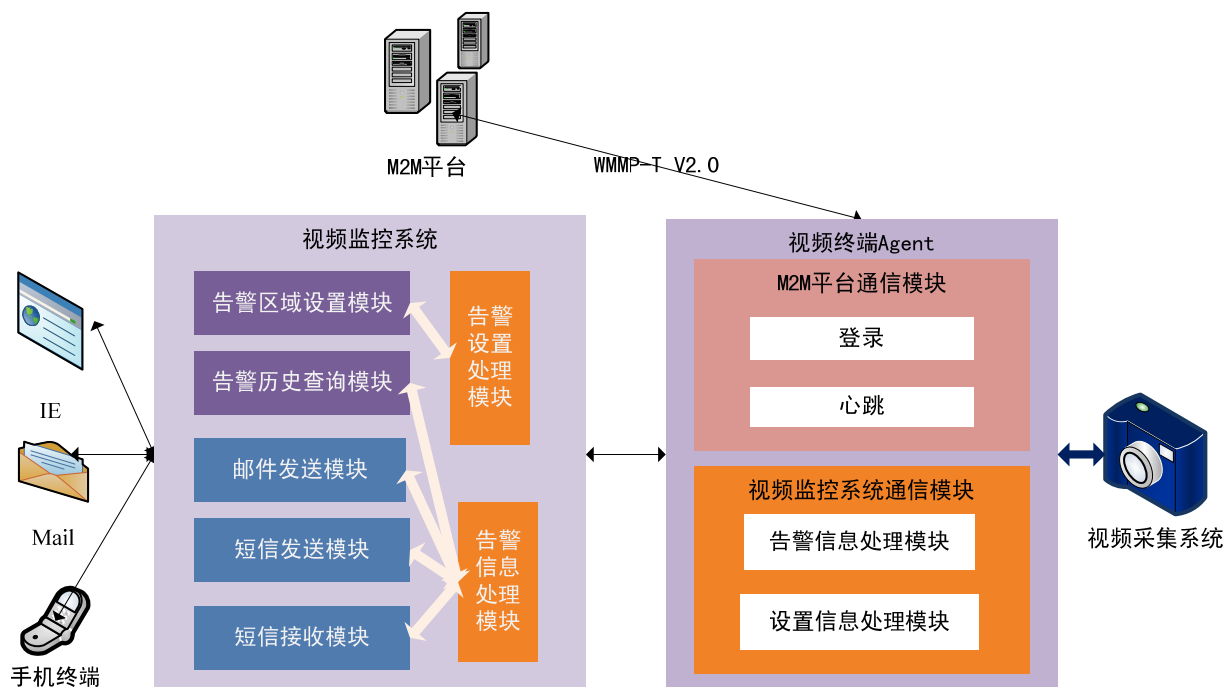 M2M平台
WMMP-T V2.0
视频监控系统
告警区域设置模块
告警历史查询模块
邮件发送模块
短信发送模块
短信接收模块
告警
设置
处理
模块
告警
信息
处理
模块
IE
Mail
手机终端
视频终端Agent
M2M平台通信模块
登录
心跳
视频监控系统通信模块
告警信息处理模块
设置信息处理模块
视频采集系统